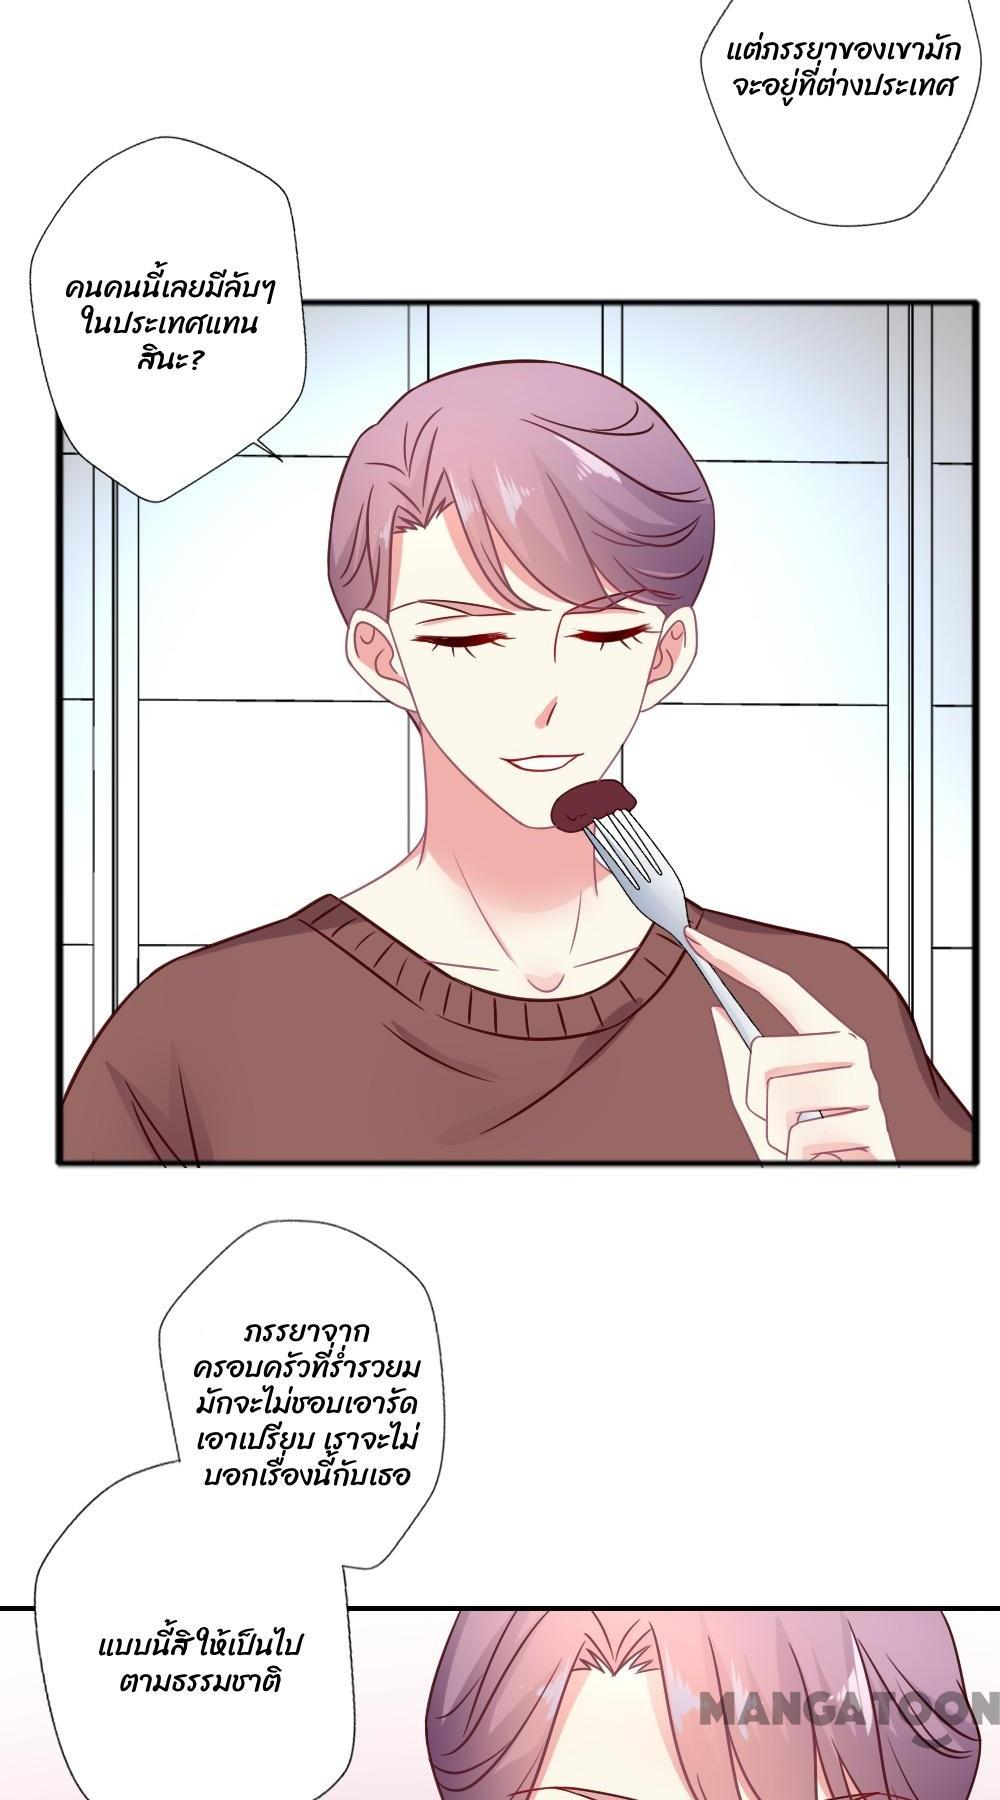 แต่ภรรยาของเขามัก
จะอยู่ที่ต่างประเทศ
คนคนนี้เลยมีลับๆ
ในประเทศแทน
สินะ?
ภรรยาจาก
ครอบครัวที่ร่ำรวยม
มักจะไม่ชอบเอารัด
เอาเปรียบ เราจะไม่
บอกเรื่องนี้กับเธอ
แบบนี้สิ ให้เป็นไป
ตามธรรมชาติ
MANGATOON